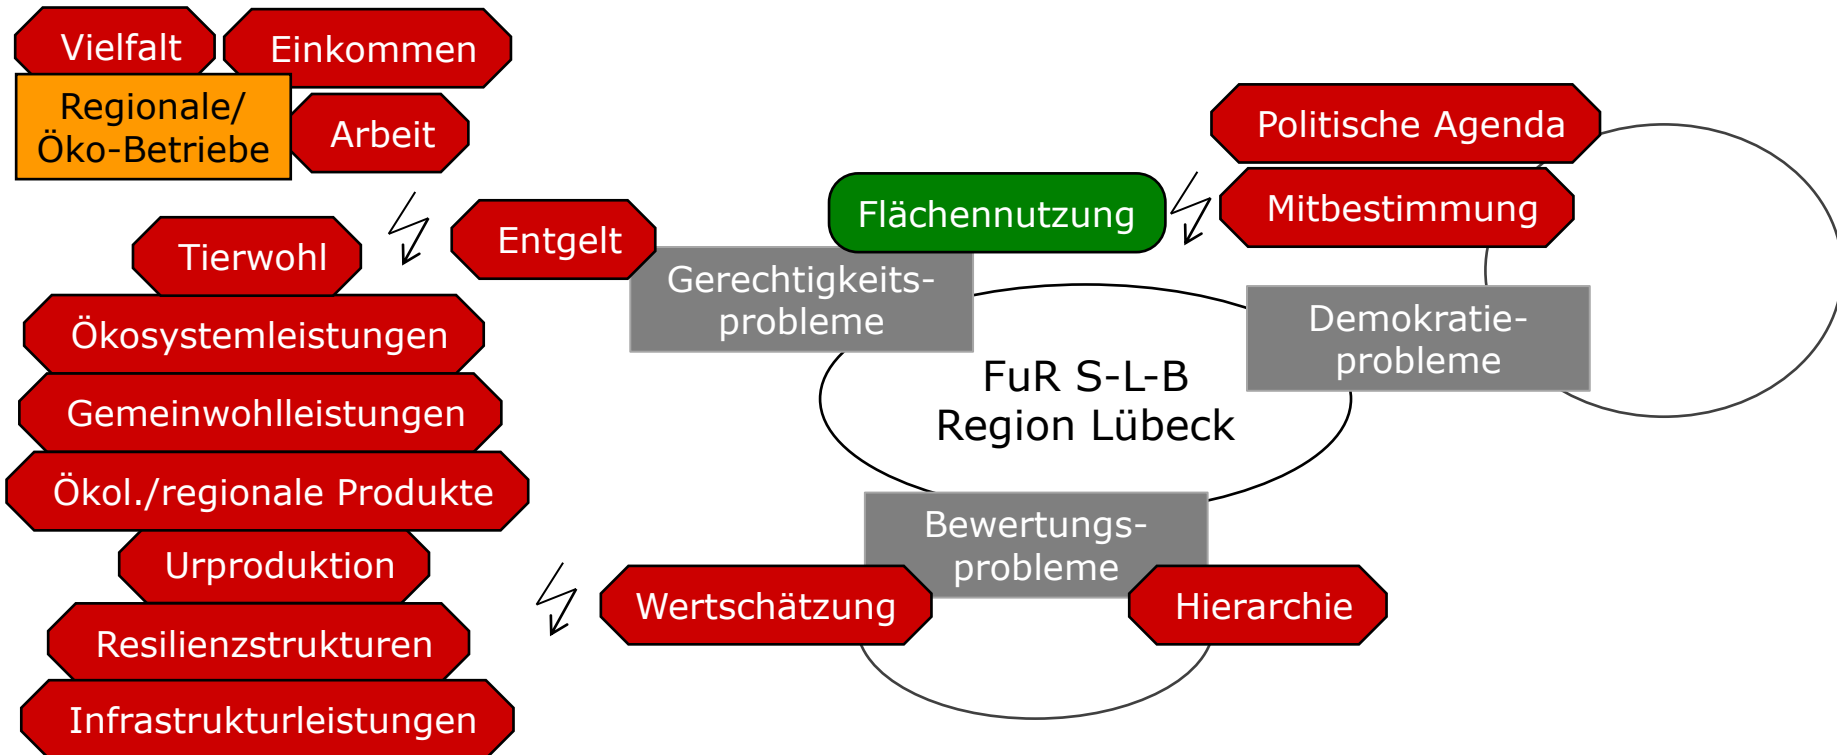 Vielfalt
Einkommen
Regionale/
Öko-Betriebe
Arbeit
Politische Agenda
Flächennutzung
Mitbestimmung
Entgelt
Tierwohl
Gerechtigkeits-
probleme
Demokratie-
probleme
Ökosystemleistungen
FuR S-L-B
Region Lübeck
Gemeinwohlleistungen
Ökol./regionale Produkte
Bewertungs-
probleme
Urproduktion
Wertschätzung
Hierarchie
Resilienzstrukturen
Infrastrukturleistungen